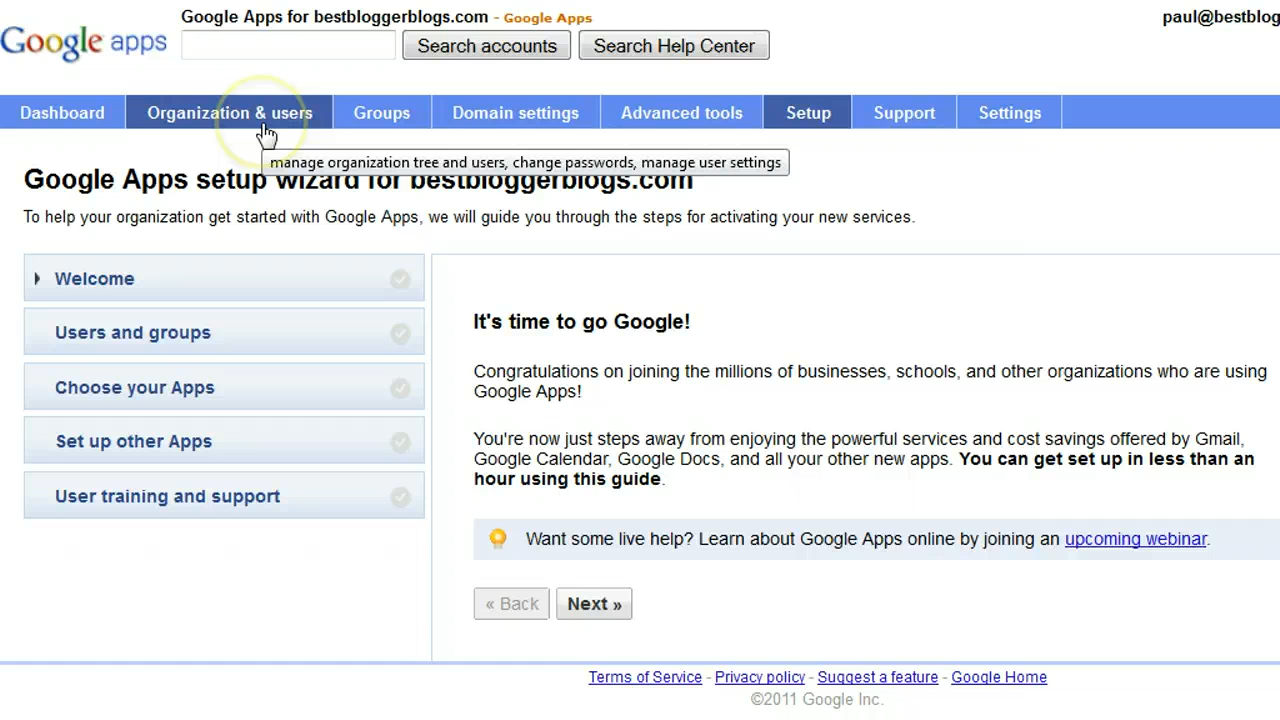 Google Apps for bestbloggerblogs.com - Google Apps
paul@bestblog
Google apps
Search accounts
Search Help Center
Dashboard
Organization & users
Groups
Domain settings
Advanced tools
Setup
Support
Settings
manage organization tree and users, change passwords, manage user settings
Google Apps setup wizard for bestbloggerblogs.com
To help your organization get started with Google Apps, we will guide you through the steps for activating your new services.
Welcome
Users and groups
Choose your Apps
Set up other Apps
User training and support
It's time to go Google!
Congratulations on joining the millions of businesses, schools, and other organizations who are using
Google Apps!
You're now just steps away from enjoying the powerful services and cost savings offered by Gmail,
Google Calendar, Google Docs, and all your other new apps. You can get set up in less than an
hour using this guide.
Want some live help? Learn about Google Apps online by joining an upcoming webinar.
« Back
Next »
Terms of Service - Privacy policy - Suggest a feature - Google Home
©2011 Google Inc.